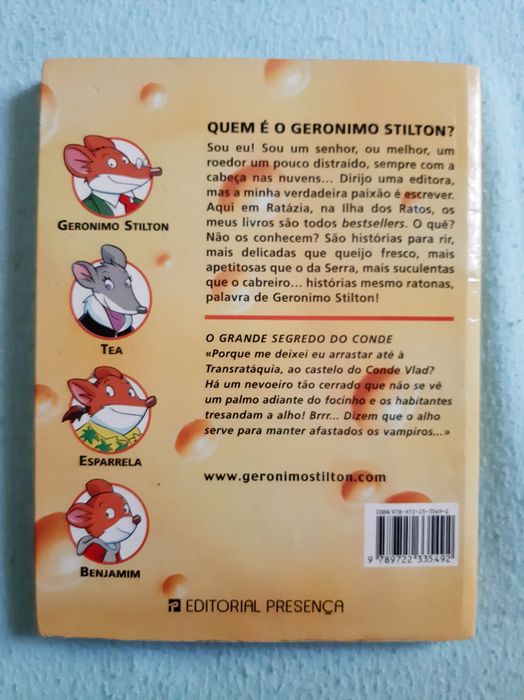 QUEM É O GERONIMO STILTON?
Sou eu! Sou um senhor, ou melhor, um
roedor um pouco distraído, sempre com a
cabeça nas nuvens... Dirijo uma editora,
mas a minha verdadeira paixão é escrever.
Aqui em Ratázia, na Ilha dos Ratos, os
meus livros são todos bestsellers. O quê?
Não os conhecem? São histórias para rir,
mais delicadas que queijo fresco, mais
apetitosas que o da Serra, mais suculentas
que o cabreiro... histórias mesmo ratonas,
palavra de Geronimo Stilton!
O GRANDE SEGREDO DO CONDE
«Porque me deixei eu arrastar até à
Transratáquia, ao castelo do Conde Vlad?
Há um nevoeiro tão cerrado que não se vê
um palmo adiante do focinho e os habitantes
tresandam a alho! Brrr... Dizem que o alho
serve para manter afastados os vampiros...»
www.geronimostilton.com
GERONIMO STILTON
TEA
ESPARRELA
BENJAMIM
ISBN 978-972-23-3549-2
9 789722 335492
EDITORIAL PRESENÇA